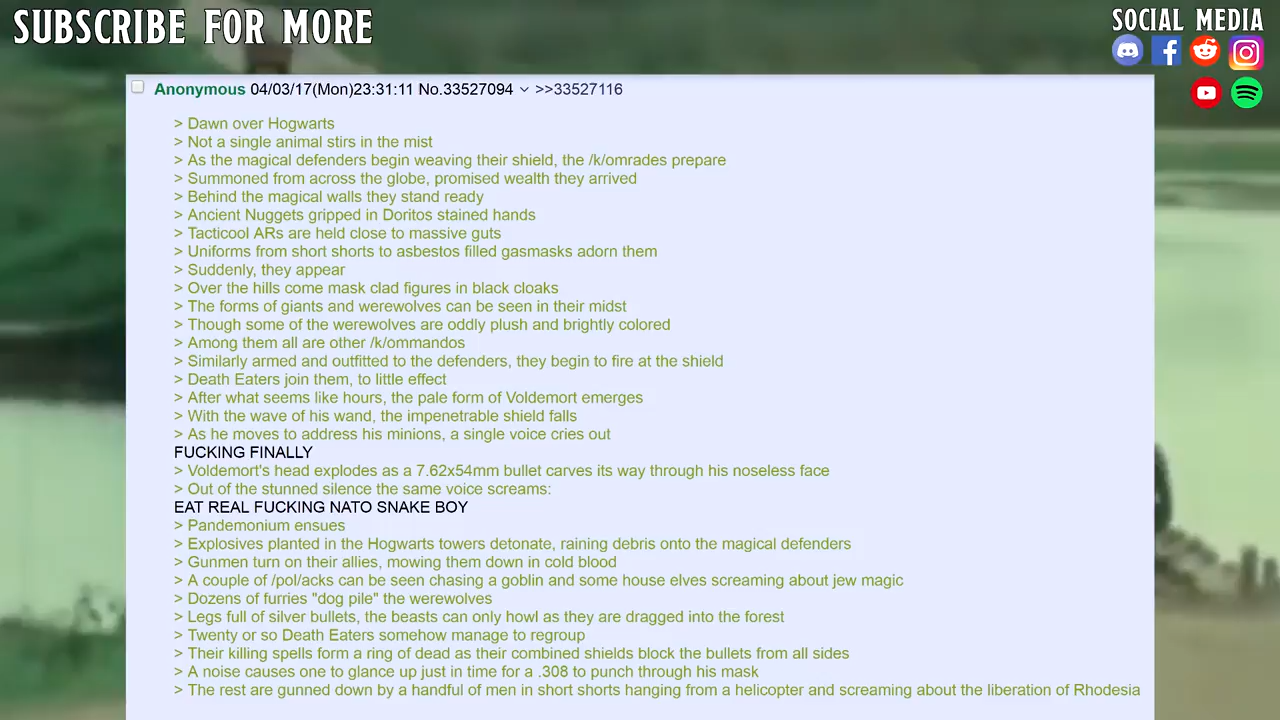 SUBSCRIBE FOR MORE
SOCIAL MEDIA
Anonymous 04/03/17(Mon)23:31:11 No.33527094 >>33527116
> Dawn over Hogwarts
> Not a single animal stirs in the mist
> As the magical defenders begin weaving their shield, the /k/omrades prepare
> Summoned from across the globe, promised wealth they arrived
> Behind the magical walls they stand ready
> Ancient Nuggets gripped in Doritos stained hands
> Tacticool ARs are held close to massive guts
> Uniforms from short shorts to asbestos filled gasmasks adorn them
> Suddenly, they appear
> Over the hills come mask clad figures in black cloaks
> The forms of giants and werewolves can be seen in their midst
> Though some of the werewolves are oddly plush and brightly colored
> Among them all are other /k/ommandos
> Similarly armed and outfitted to the defenders, they begin to fire at the shield
> Death Eaters join them, to little effect
> After what seems like hours, the pale form of Voldemort emerges
> With the wave of his wand, the impenetrable shield falls
> As he moves to address his minions, a single voice cries out
FUCKING FINALLY
> Voldemort's head explodes as a 7.62x54mm bullet carves its way through his noseless face
> Out of the stunned silence the same voice screams:
EAT REAL FUCKING NATO SNAKE BOY
> Pandemonium ensues
> Explosives planted in the Hogwarts towers detonate, raining debris onto the magical defenders
> Gunmen turn on their allies, mowing them down in cold blood
> A couple of /pol/acks can be seen chasing a goblin and some house elves screaming about jew magic
> Dozens of furries "dog pile" the werewolves
> Legs full of silver bullets, the beasts can only howl as they are dragged into the forest
> Twenty or so Death Eaters somehow manage to regroup
> Their killing spells form a ring of dead as their combined shields block the bullets from all sides
> A noise causes one to glance up just in time for a .308 to punch through his mask
> The rest are gunned down by a handful of men in short shorts hanging from a helicopter and screaming about the liberation of Rhodesia